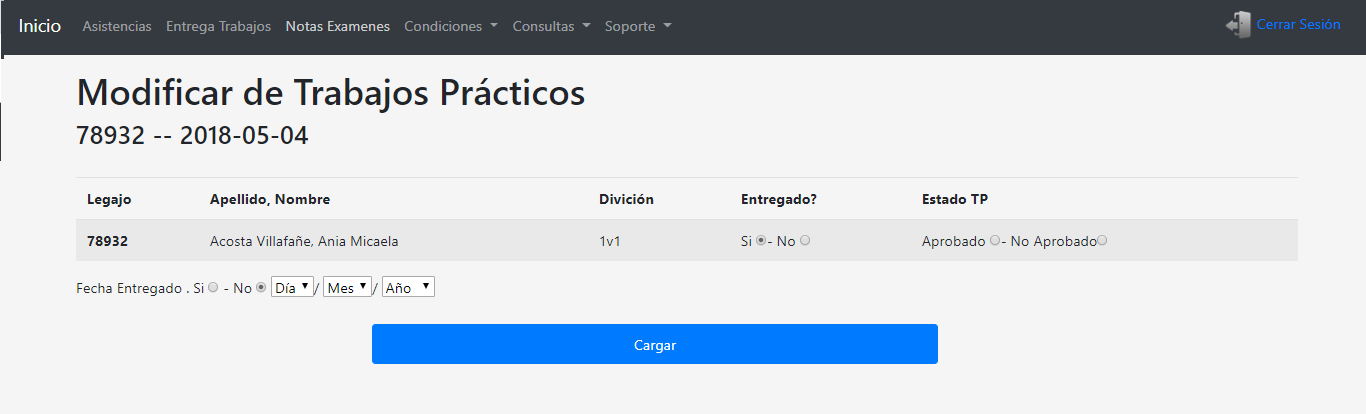 Inicio Asistencias Entrega Trabajos Notas Examenes Condiciones Consultas Soporte Cerrar Sesión
Modificar de Trabajos Prácticos
78932 -- 2018-05-04
Legajo Apellido, Nombre Divición Entregado? Estado TP
78932 Acosta Villafañe, Ania Micaela 1v1 Si - No Aprobado - No Aprobado
Fecha Entregado . Si - No Día / Mes / Año
Cargar